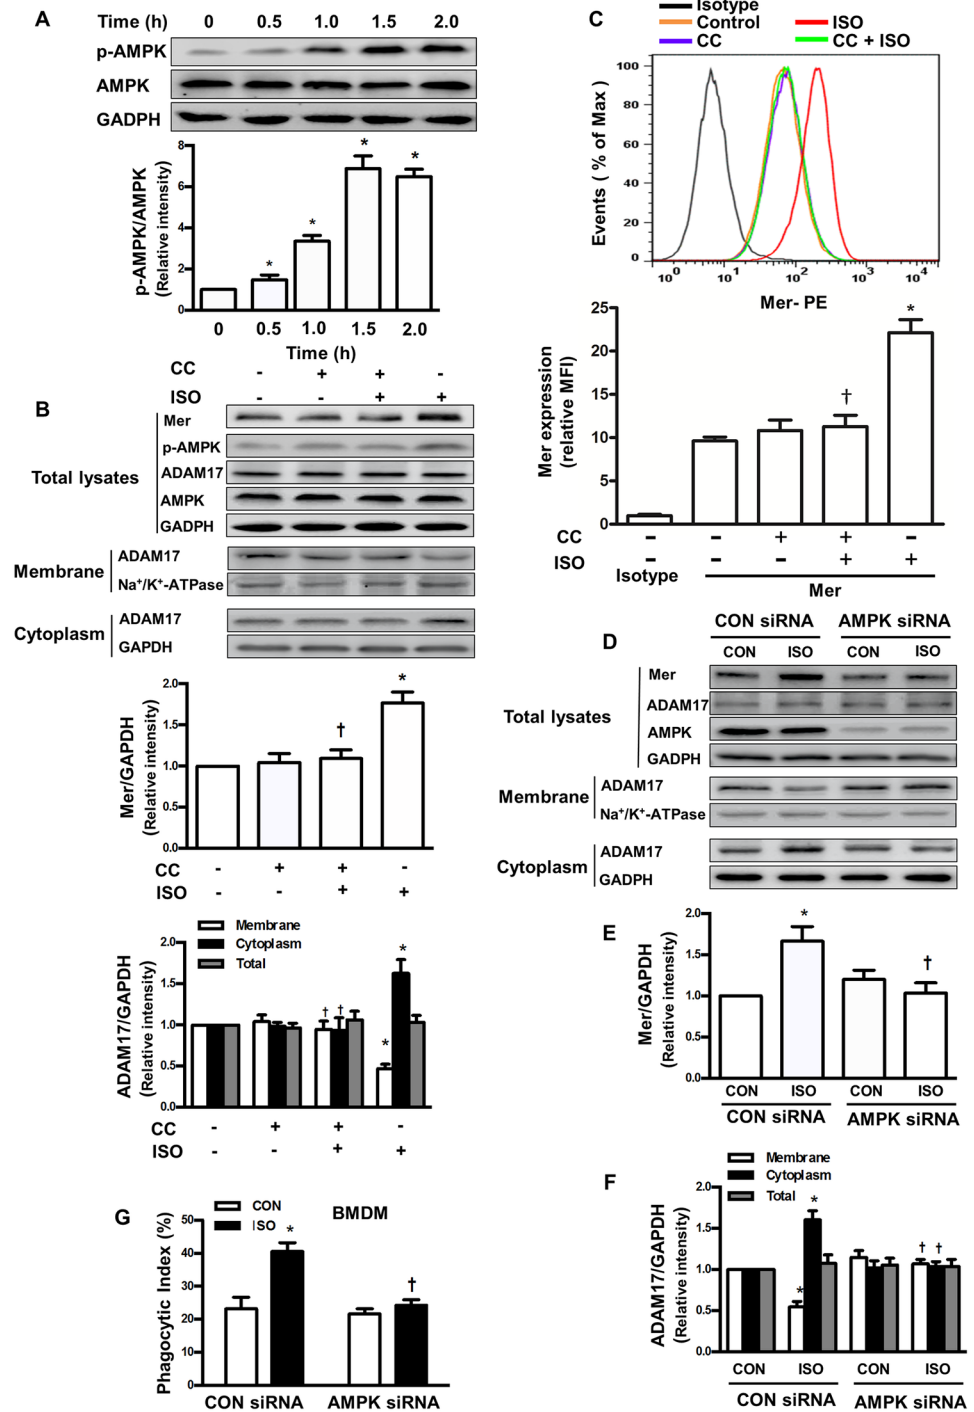 A
Time (h) 0 0.5 1.0 1.5 2.0
p-AMPK
AMPK
GADPH
p-AMPK/AMPK
(Relative intensity)
8
6
4
2
0
0 0.5 1.0 1.5 2.0
Time (h)
* * * *
B
CC - + + -
ISO - - + +
Total lysates
Mer
p-AMPK
ADAM17
AMPK
GADPH
Membrane
ADAM17
Na+/K+-ATPase
Cytoplasm
ADAM17
GAPDH
Mer/GAPDH
(Relative intensity)
2.0
1.5
1.0
0.5
0.0
† *
CC - + + -
ISO - - + +
Membrane
Cytoplasm
Total
ADAM17/GAPDH
(Relative intensity)
2.0
1.5
1.0
0.5
0.0
† † * *
CC - + + -
ISO - - + +
C
Isotype
Control ISO
CC CC + ISO
Events ( % of Max )
100
80
60
40
20
0
10^0 10^1 10^2 10^3 10^4
Mer- PE
Mer expression
(relative MFI)
25
20
15
10
5
0
† *
CC - - + + -
ISO - - - + +
Isotype
Mer
D
CON siRNA AMPK siRNA
CON ISO CON ISO
Total lysates
Mer
ADAM17
AMPK
GADPH
Membrane
ADAM17
Na+/K+-ATPase
Cytoplasm
ADAM17
GADPH
E
Mer/GAPDH
(Relative intensity)
2.0
1.5
1.0
0.5
0.0
* †
CON ISO CON ISO
CON siRNA AMPK siRNA
F
Membrane
Cytoplasm
Total
ADAM17/GAPDH
(Relative intensity)
2.0
1.5
1.0
0.5
0.0
* * † †
CON ISO CON ISO
CON siRNA AMPK siRNA
G
CON
ISO
BMDM
Phagocytic Index (%)
50
40
30
20
10
0
* †
CON siRNA AMPK siRNA